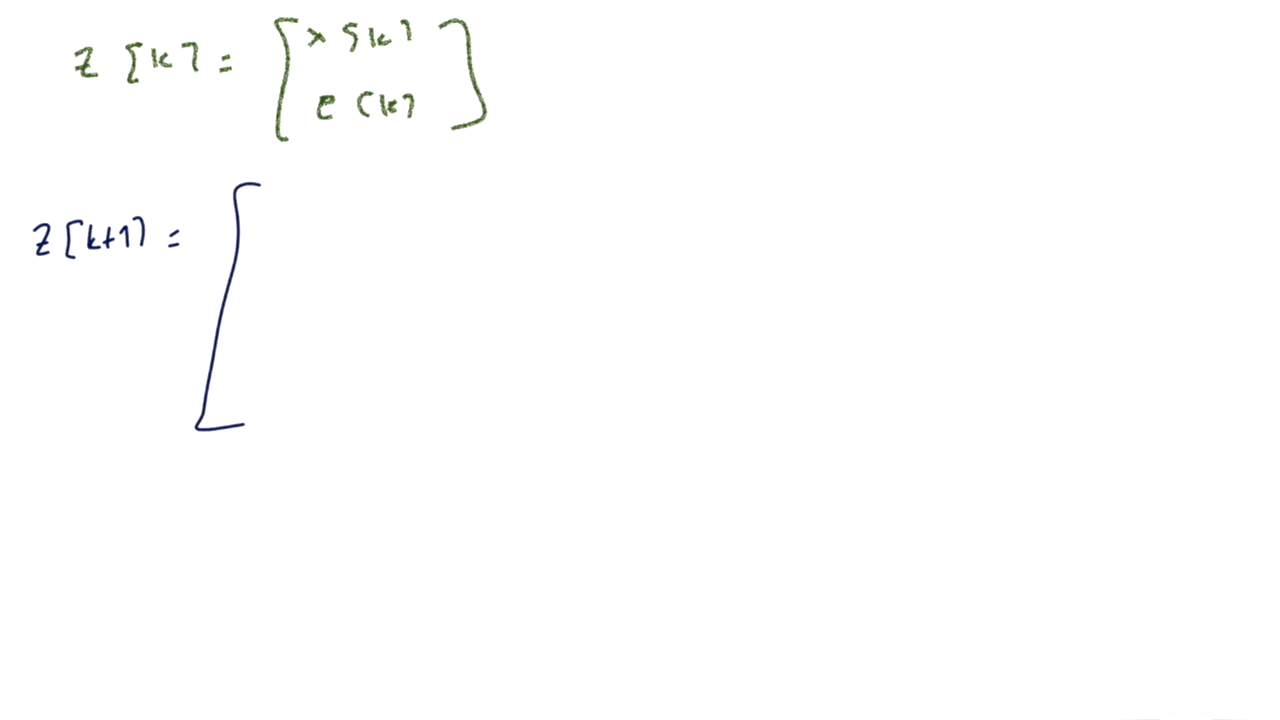 z[k] = [x[k]
e[k]]
z[k+1] = [